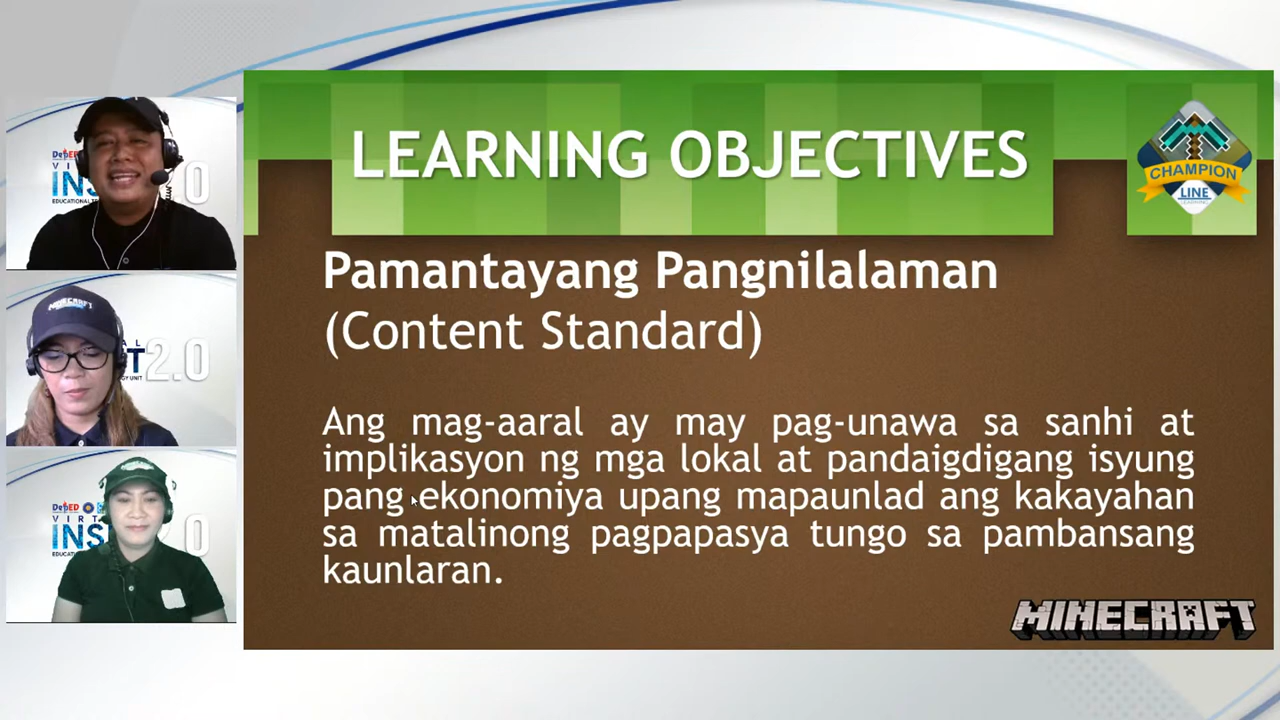 LEARNING OBJECTIVES
CHAMPION
LINE
LEARNING
Pamantayang Pangnilalaman
(Content Standard)
Ang mag-aaral ay may pag-unawa sa sanhi at
implikasyon ng mga lokal at pandaigdigang isyung
pang ekonomiya upang mapaunlad ang kakayahan
sa matalinong pagpapasya tungo sa pambansang
kaunlaran.
MINECRAFT
DepED
INS
.0
MINECRAFT
2.0
DepED
VIRT
INS